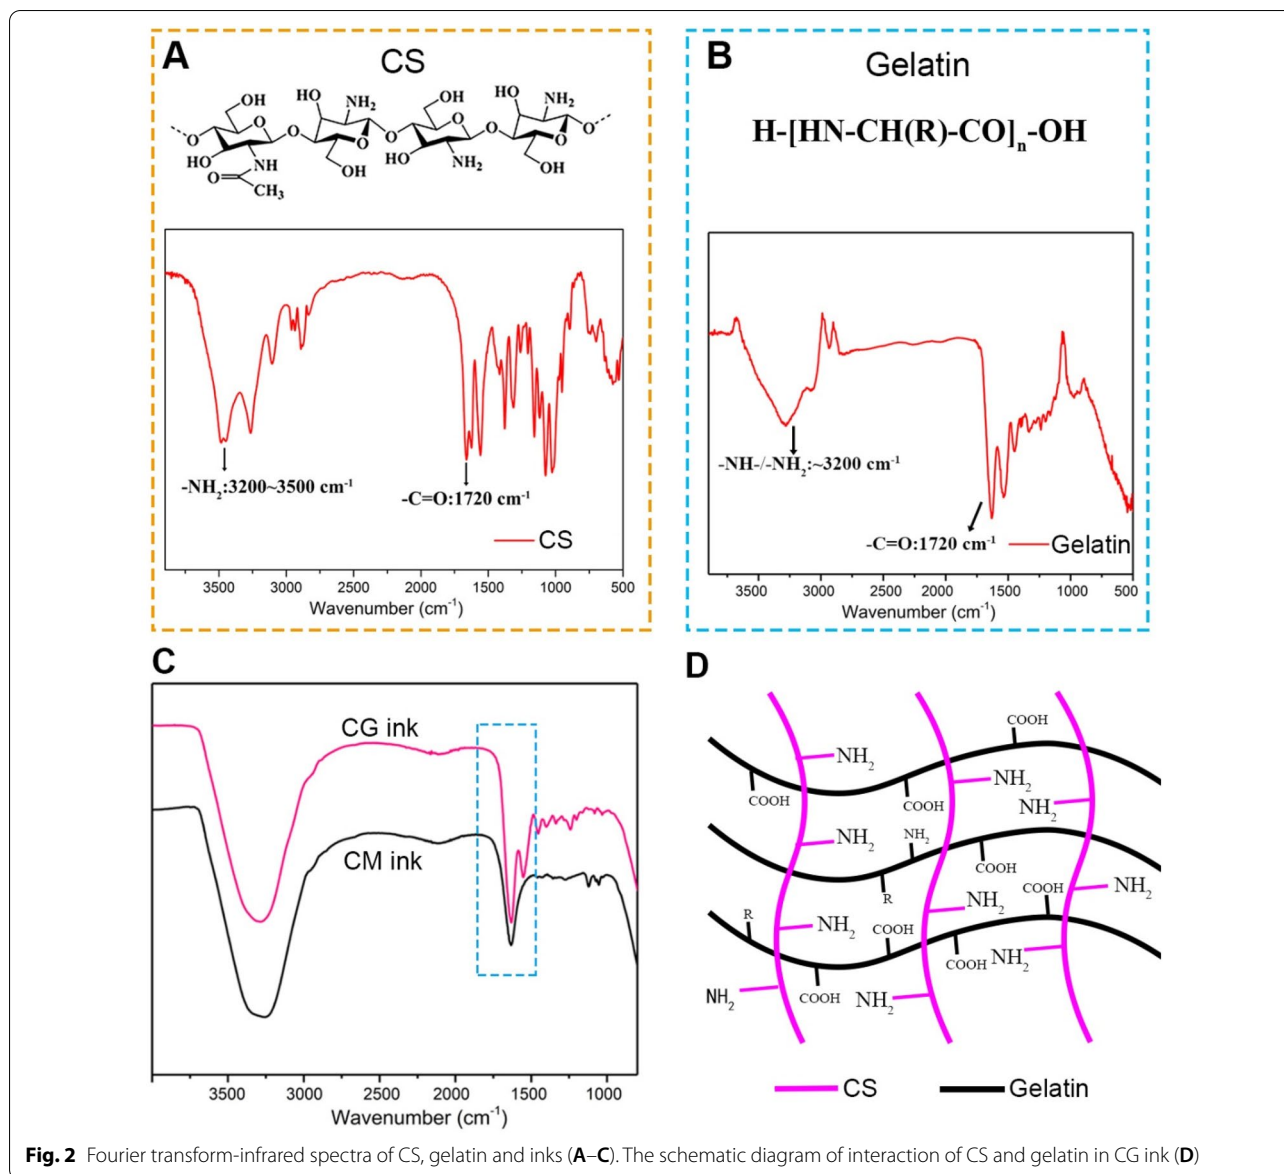 A
CS
OH
HO
NH2
OH
HO
NH2
O
O
O
O
O
O
O
O
O
HO
NH
OH
HO
NH2
OH
O
CH3
-NH2:3200~3500 cm-1
-C=O:1720 cm-1
CS
3500 3000 2500 2000 1500 1000 500
Wavenumber (cm-1)
B
Gelatin
H-[HN-CH(R)-CO]n-OH
-NH-/-NH2:~3200 cm-1
-C=O:1720 cm-1
Gelatin
3500 3000 2500 2000 1500 1000 500
Wavenumber (cm-1)
C
CG ink
CM ink
3500 3000 2500 2000 1500 1000
Wavenumber (cm-1)
D
COOH
NH2
NH2
COOH
COOH
NH2
NH2
NH2
COOH
R
COOH
NH2
NH2
R
NH2
COOH
COOH
NH2
COOH
NH2
COOH
NH2
CS
Gelatin
Fig. 2 Fourier transform-infrared spectra of CS, gelatin and inks (A–C). The schematic diagram of interaction of CS and gelatin in CG ink (D)